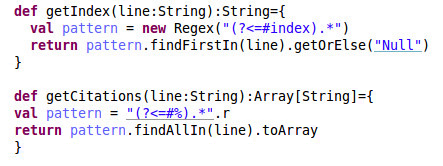 def getIndex(line:String):String={
val pattern = new Regex("(?<=#index).*")
return pattern.findFirstIn(line).getOrElse("Null")
}
def getCitations(line:String):Array[String]={
val pattern = "(?<=#%).*".r
return pattern.findAllIn(line).toArray
}